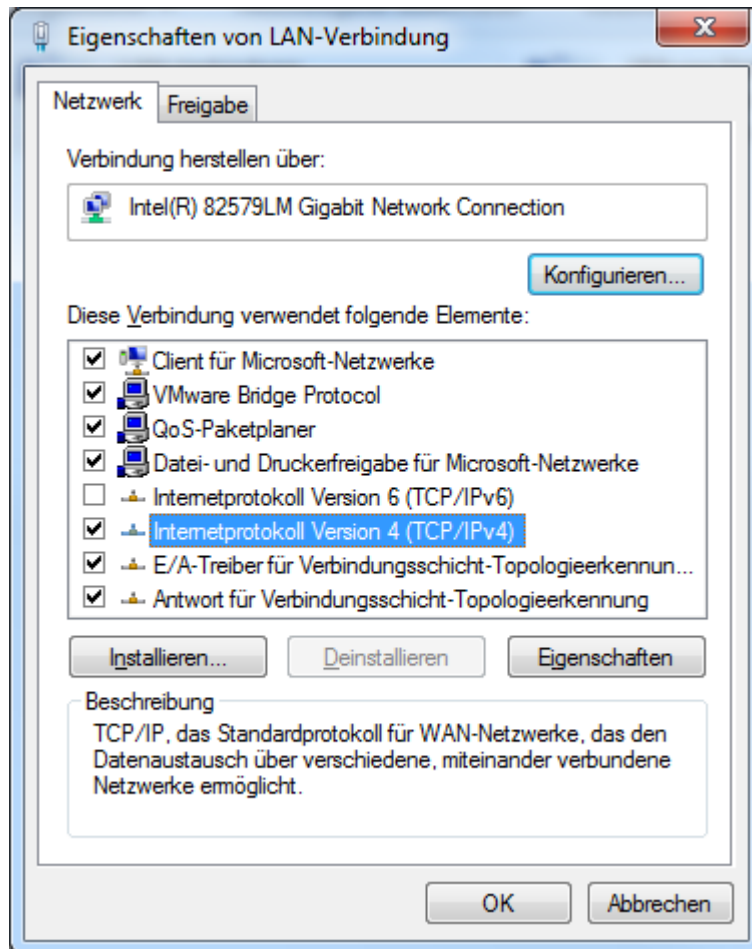 Eigenschaften von LAN-Verbindung
Netzwerk
Freigabe
Verbindung herstellen über:
Intel(R) 82579LM Gigabit Network Connection
Konfigurieren...
Diese Verbindung verwendet folgende Elemente:
Client für Microsoft-Netzwerke
VMware Bridge Protocol
QoS-Paketplaner
Datei- und Druckerfreigabe für Microsoft-Netzwerke
Internetprotokoll Version 6 (TCP/IPv6)
Internetprotokoll Version 4 (TCP/IPv4)
E/A-Treiber für Verbindungsschicht-Topologieerkennun...
Antwort für Verbindungsschicht-Topologieerkennung
Installieren...
Deinstallieren
Eigenschaften
Beschreibung
TCP/IP, das Standardprotokoll für WAN-Netzwerke, das den
Datenaustausch über verschiedene, miteinander verbundene
Netzwerke ermöglicht.
OK
Abbrechen